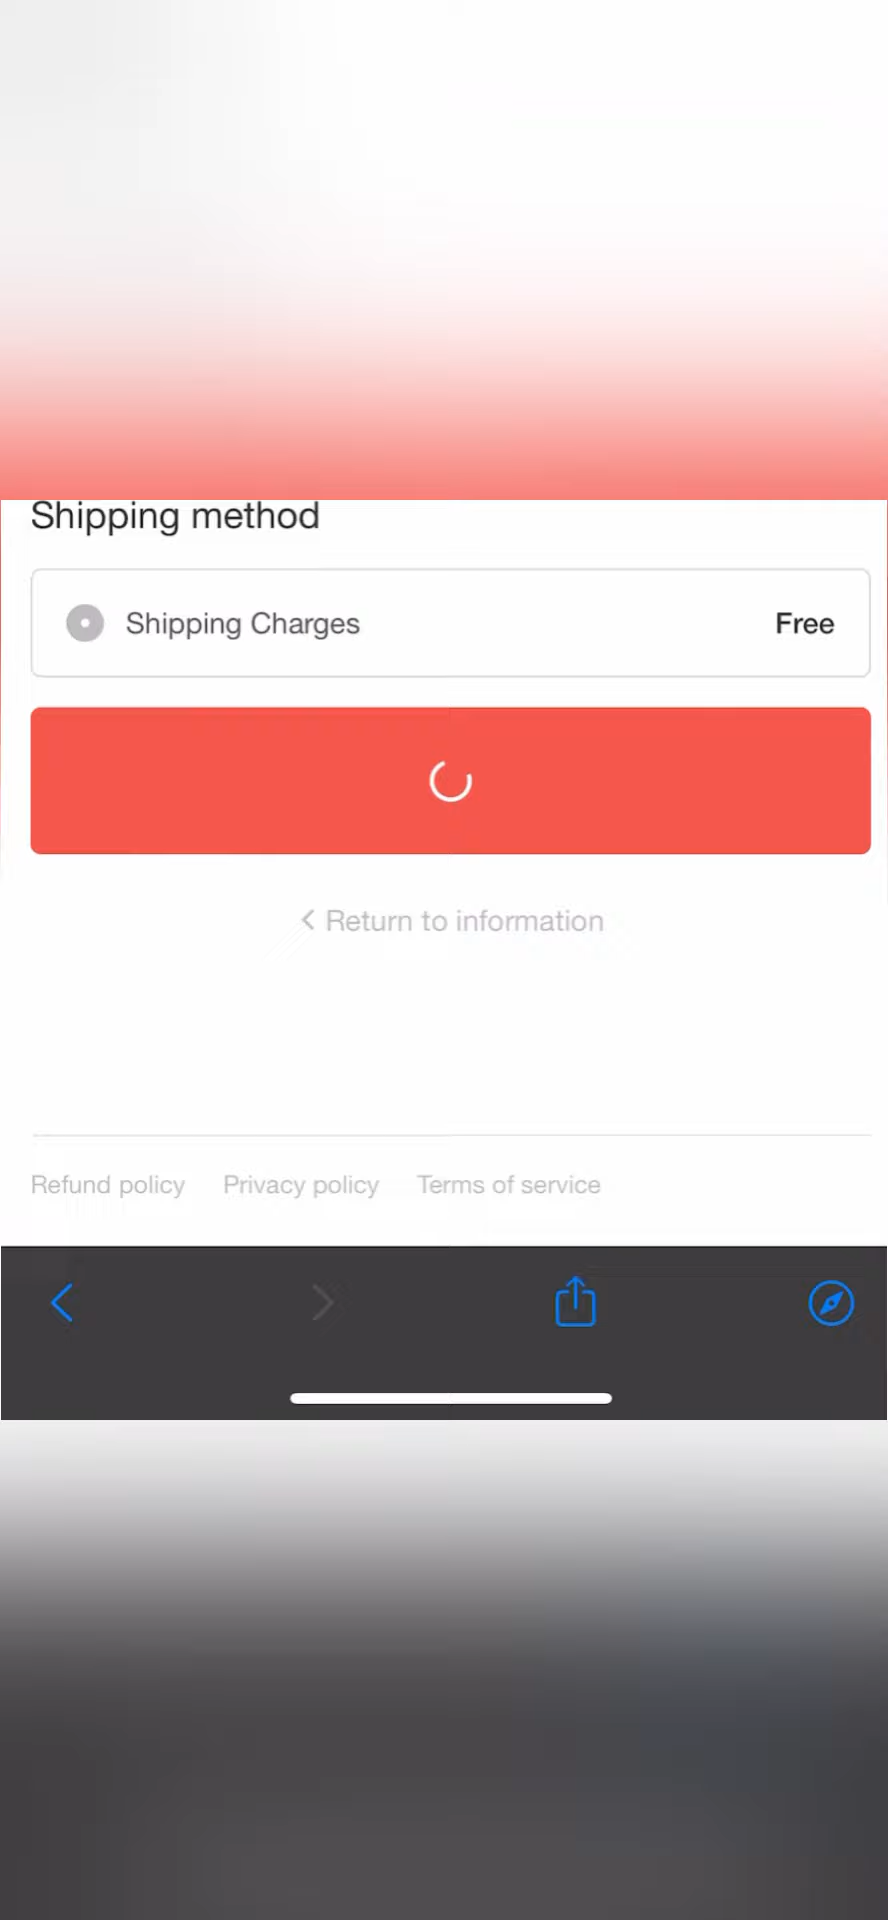 Shipping method
Shipping Charges Free
Return to information
Refund policy Privacy policy Terms of service